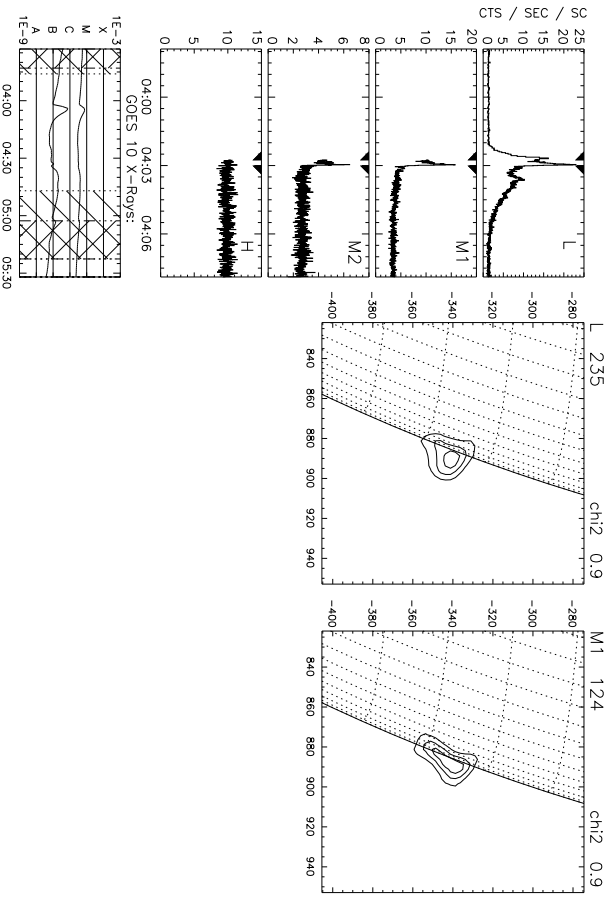 CTS / SEC / SC
25
20
15
10
5
0
L
20
15
10
5
0
M1
8
6
4
2
0
M2
15
10
5
0
H
04:00 04:03 04:06
GOES 10 X-Rays:
1E-3
X
M
C
B
A
1E-9
04:00 04:30 05:00 05:30
L 235 chi2 0.9
-280
-300
-320
-340
-360
-380
-400
840 860 880 900 920 940
M1 124 chi2 0.9
-280
-300
-320
-340
-360
-380
-400
840 860 880 900 920 940